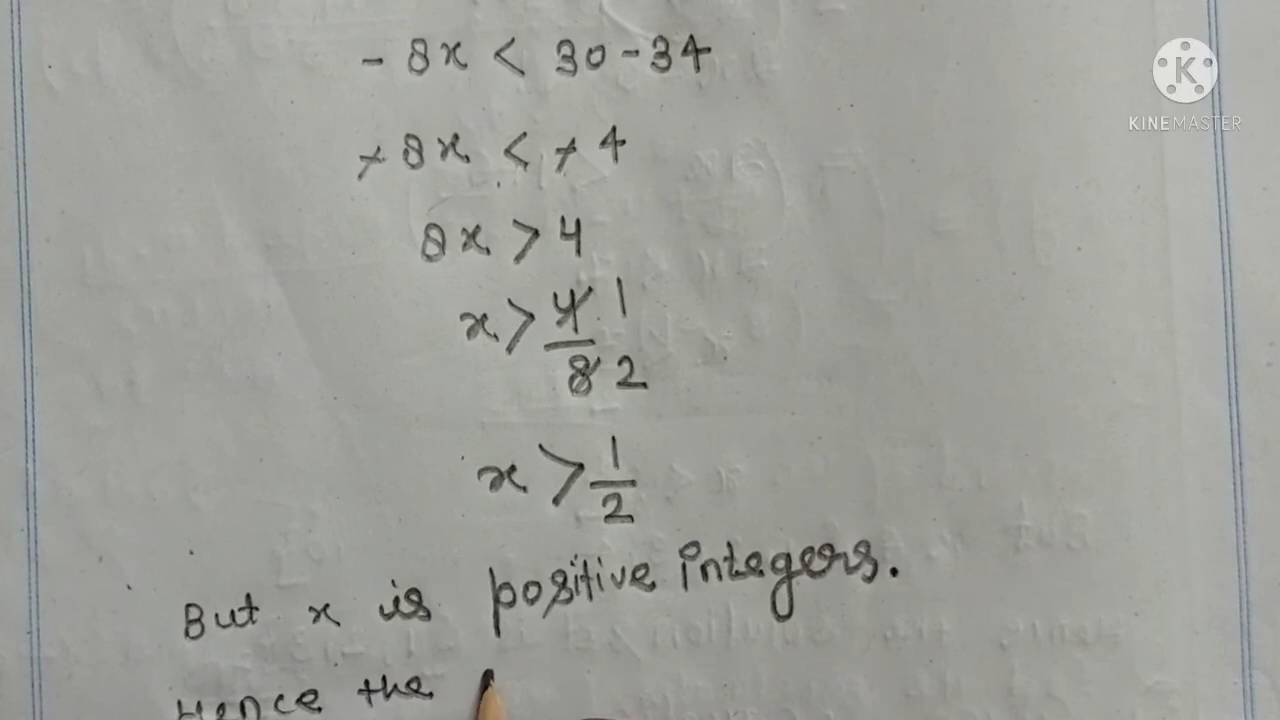 - 8x < 30-34
KINEMASTER
- 8x < - 4
8x > 4
x > 4/8 1/2
x > 1/2
But x is positive integers.
Hence the